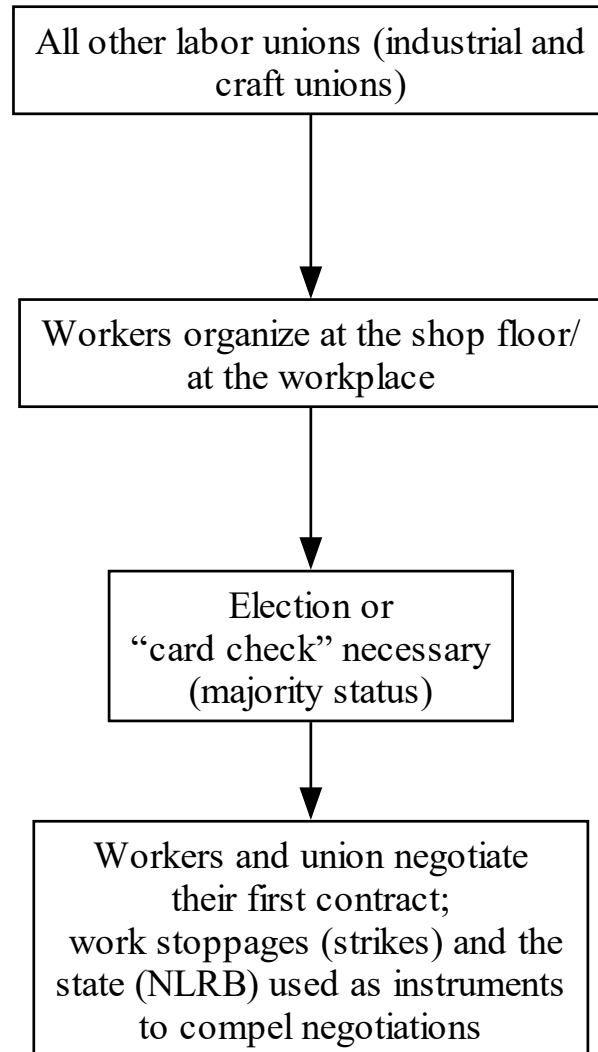 All other labor unions (industrial and
craft unions)
Workers organize at the shop floor/
at the workplace
Election or
“card check” necessary
(majority status)
Workers and union negotiate
their first contract;
work stoppages (strikes) and the
state (NLRB) used as instruments
to compel negotiations